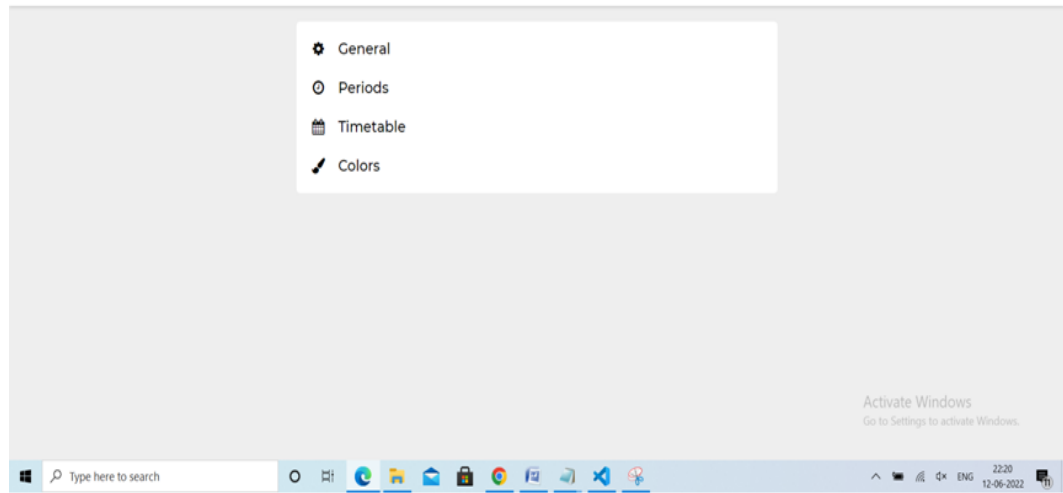 General
Periods
Timetable
Colors
Activate Windows
Go to Settings to activate Windows.
Type here to search
ENG
22:20
12-06-2022
11